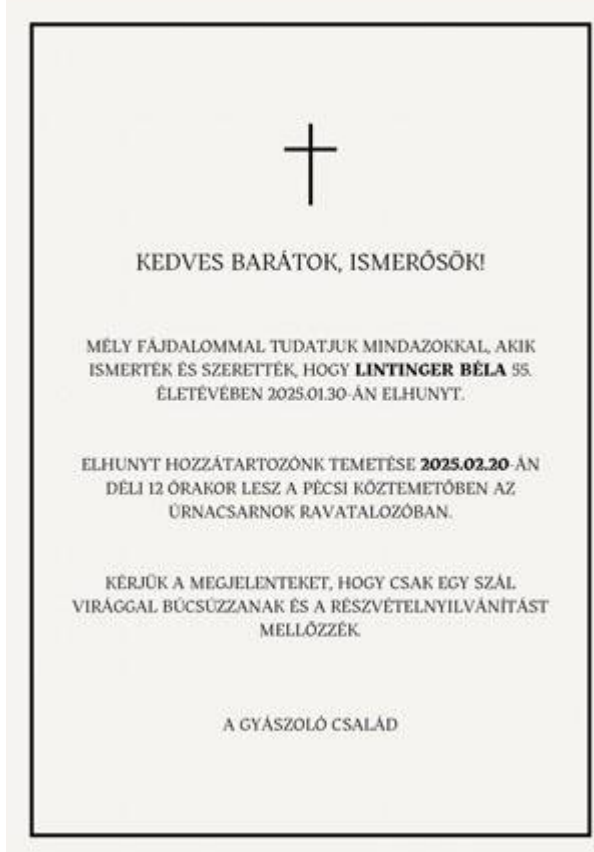 KEDVES BARÁTOK, ISMERŐSÖK!
MÉLY FÁJDALOMMAL TUDATJUK MINDAZOKKAL, AKIK
ISMERTÉK ÉS SZERETTÉK, HOGY LINTINGER BÉLA 55.
ÉLETÉVÉBEN 2025.01.30-ÁN ELHUNYT.
ELHUNYT HOZZÁTARTOZÓNK TEMETÉSE 2025.02.20-ÁN
DÉLI 12 ÓRAKOR LESZ A PÉCSI KÖZTEMETŐBEN AZ
ÚRNACSARNOK RAVATALOZÓBAN.
KÉRJÜK A MEGJELENTEKET, HOGY CSAK EGY SZÁL
VIRÁGGAL BÚCSÚZZANAK ÉS A RÉSZVÉTELNYILVÁNÍTÁST
MELLŐZZÉK.
A GYÁSZOLÓ CSALÁD